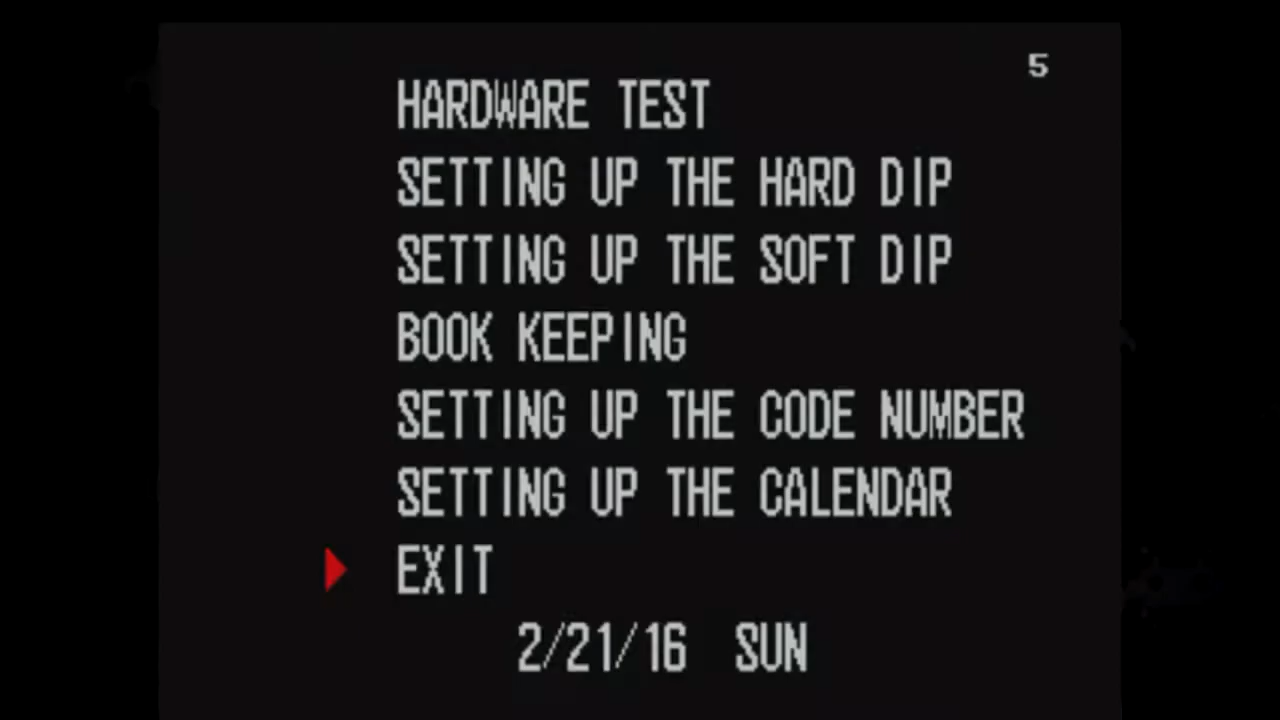 5
HARDWARE TEST
SETTING UP THE HARD DIP
SETTING UP THE SOFT DIP
BOOK KEEPING
SETTING UP THE CODE NUMBER
SETTING UP THE CALENDAR
EXIT
2/21/16 SUN